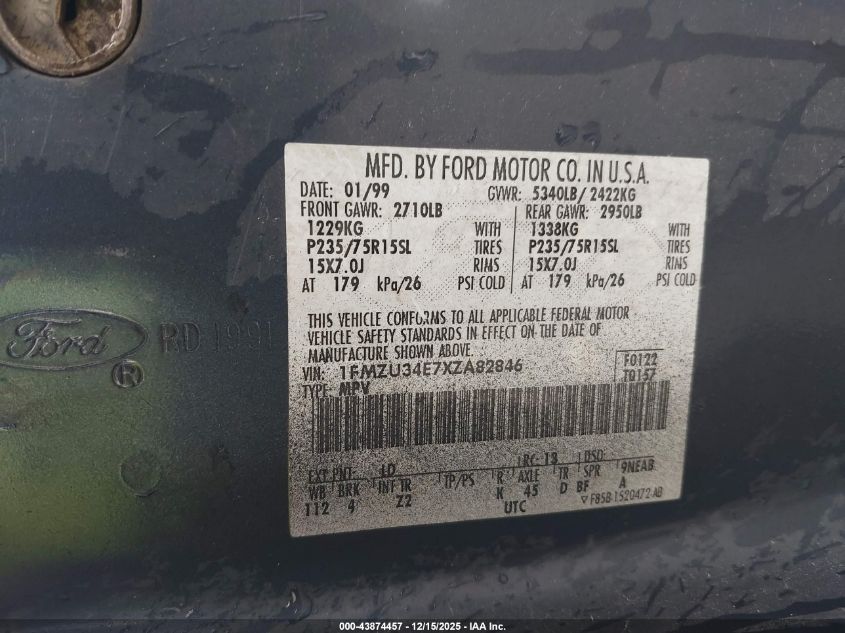 MFD. BY FORD MOTOR CO. IN U.S.A.
DATE: 01/99 GVWR: 5340LB/2422KG
FRONT GAWR: 2710LB REAR GAWR: 2950LB
1229KG WITH 1338KG WITH
P235/75R15SL TIRES P235/75R15SL TIRES
15X7.0J RIMS 15X7.0J RIMS
AT 179 kPa/26 PSI COLD AT 179 kPa/26 PSI COLD
THIS VEHICLE CONFORMS TO ALL APPLICABLE FEDERAL MOTOR
VEHICLE SAFETY STANDARDS IN EFFECT ON THE DATE OF
MANUFACTURE SHOWN ABOVE.
VIN: 1FMZU34E7XZA82846 F0122
TYPE: MPV T0157
EXT PNT: LD RC: 13 DSO:
WB BRK INT TR TP/PS R AXLE TR SPR 9NEAB
112 4 Z2 K 45 D BF A
UTC ▽F85B-1520472-AB
Ford RD 1991
®
000-43874457 - 12/15/2025 - IAA Inc.